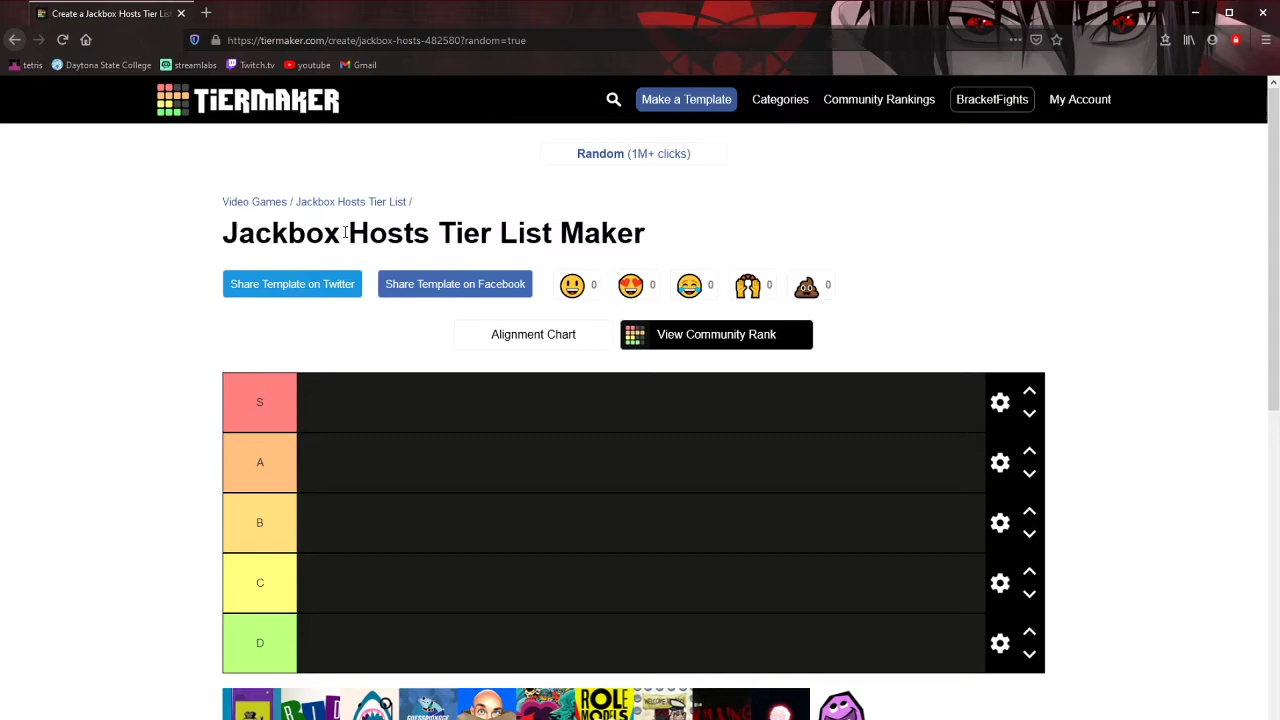 Create a Jackbox Hosts Tier List
https://tiermaker.com/create/jackbox-hosts-482580?random=true
tetris Daytona State College streamlabs Twitch.tv youtube Gmail
TiERMAKER
Make a Template Categories Community Rankings BracketFights My Account
Random (1M+ clicks)
Video Games / Jackbox Hosts Tier List /
Jackbox Hosts Tier List Maker
Share Template on Twitter Share Template on Facebook 0 0 0 0 0
Alignment Chart View Community Rank
S
A
B
C
D
ROLE
MODELS